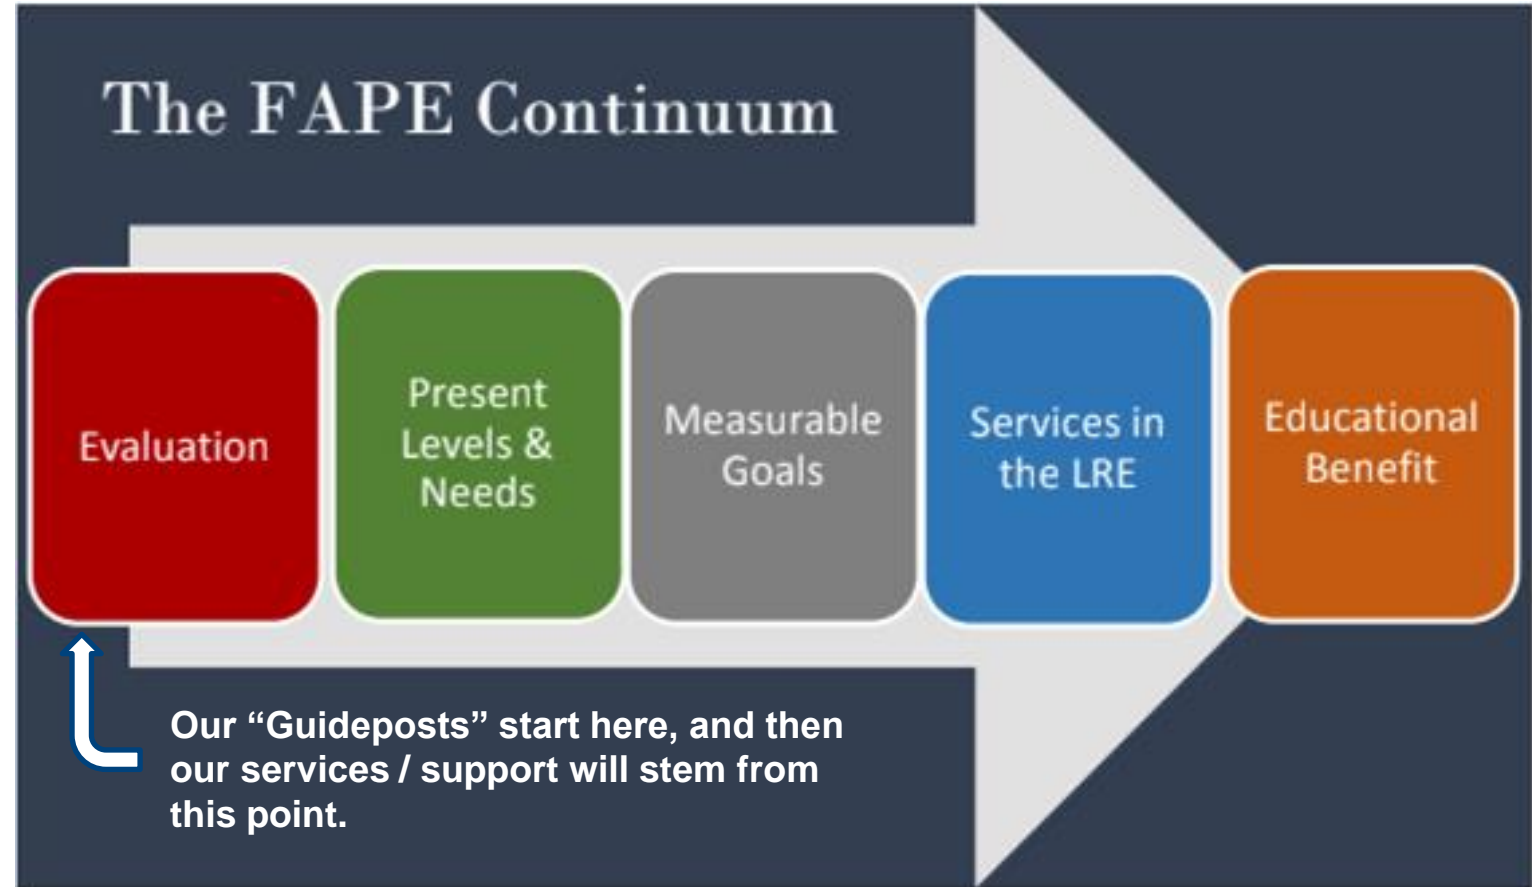 The FAPE Continuum
Evaluation
Present
Levels &
Needs
Measurable
Goals
Services in
the LRE
Educational
Benefit
Our “Guideposts” start here, and then
our services / support will stem from
this point.